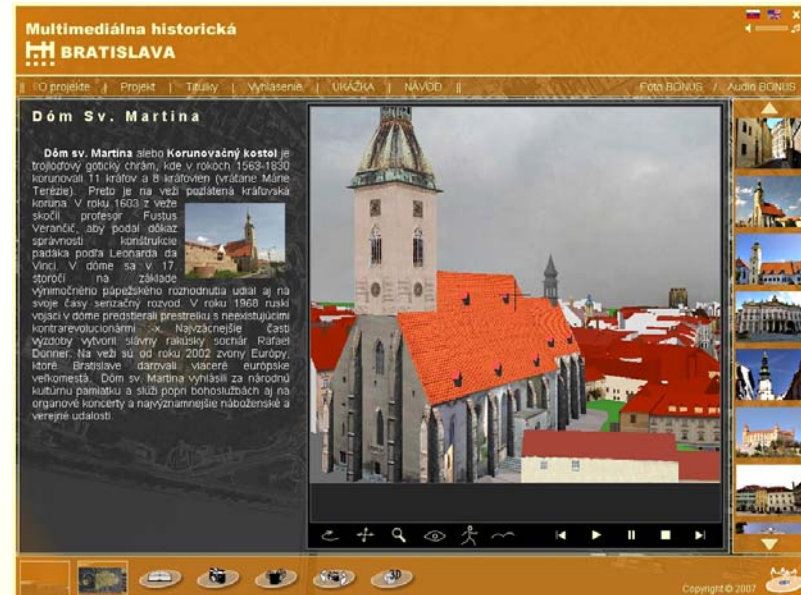 Multimediálna historická
BRATISLAVA
X
|| O projekte | Projekt | Titulky | Vyhlásenie | UKÁŽKA | NÁVOD ||
Foto BONUS / Audio BONUS
Dóm Sv. Martina
Dóm sv. Martina alebo Korunovačný kostol je
trojloďový gotický chrám, kde v rokoch 1563-1830
korunovali 11 kráľov a 8 kráľovien (vrátane Márie
Terézie). Preto je na veži pozlátená kráľovská
koruna. V roku 1603 z veže
skočil profesor Fustus
Verančič, aby podal dôkaz
správnosti konštrukcie
padáka podľa Leonarda da
Vinci. V dóme sa v 17.
storočí na základe
výnimočného pápežského rozhodnutia udial aj na
svoje časy senzačný rozvod. V roku 1968 ruskí
vojaci v dóme predstierali prestrelku s neexistujúcimi
kontrarevolucionármi :-x. Najvzácnejšie časti
výzdoby vytvoril slávny rakúsky sochár Rafael
Donner. Na veži sú od roku 2002 zvony Európy,
ktoré Bratislave darovali viaceré európske
veľkomestá. Dóm sv. Martina vyhlásili za národnú
kultúrnu pamiatku a slúži popri bohoslužbách aj na
organové koncerty a najvýznamnejšie náboženské a
verejné udalosti.
3D
Copyright © 2007